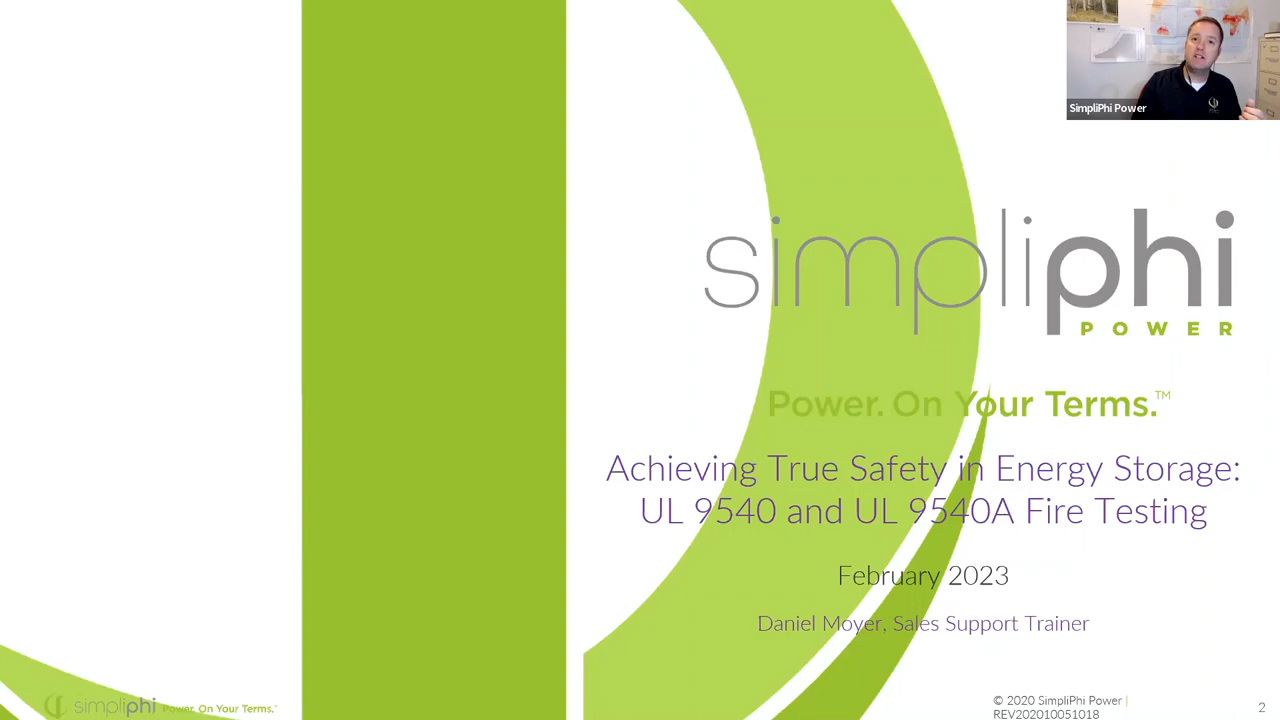 SimpliPhi Power
simpliphi
POWER
Power. On Your Terms.™
Achieving True Safety in Energy Storage:
UL 9540 and UL 9540A Fire Testing
February 2023
Daniel Moyer, Sales Support Trainer
simpliphi Power. On Your Terms.™
© 2020 SimpliPhi Power |
REV202010051018
2